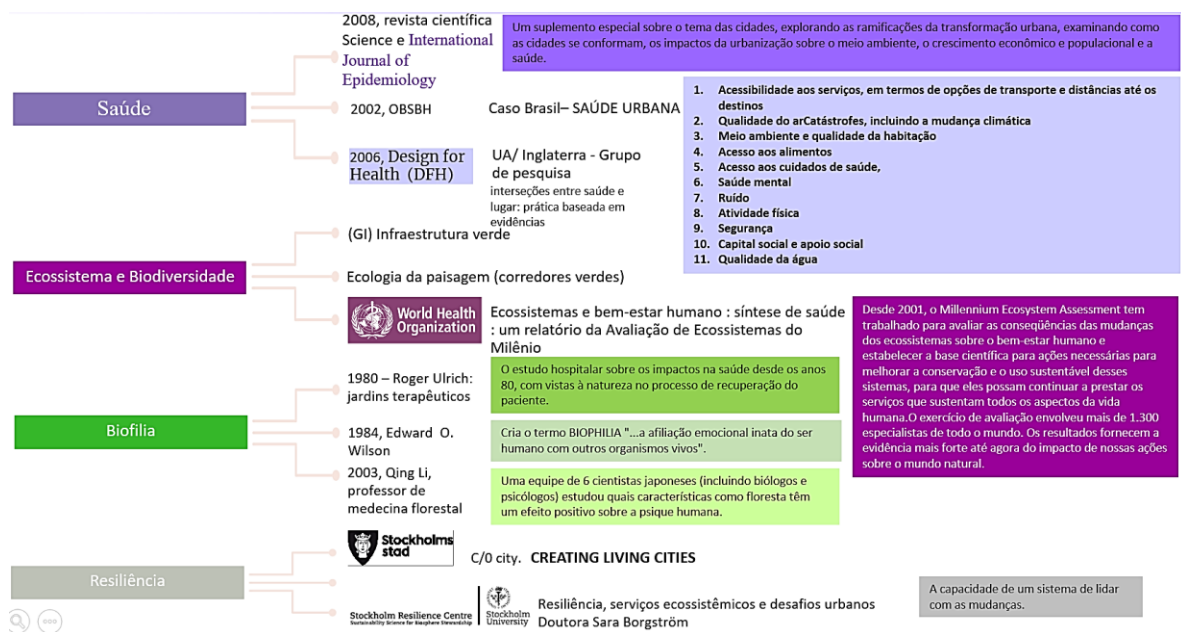 Saúde
2008, revista científica
Science e International
Journal of
Epidemiology
Um suplemento especial sobre o tema das cidades, explorando as ramificações da transformação urbana, examinando como
as cidades se conformam, os impactos da urbanização sobre o meio ambiente, o crescimento econômico e populacional e a
saúde.
2002, OBSBH
Caso Brasil– SAÚDE URBANA
2006, Design for
Health (DFH)
UA/ Inglaterra - Grupo
de pesquisa
interseções entre saúde e
lugar: prática baseada em
evidências
1. Acessibilidade aos serviços, em termos de opções de transporte e distâncias até os
destinos
2. Qualidade do arCatástrofes, incluindo a mudança climática
3. Meio ambiente e qualidade da habitação
4. Acesso aos alimentos
5. Acesso aos cuidados de saúde,
6. Saúde mental
7. Ruído
8. Atividade física
9. Segurança
10. Capital social e apoio social
11. Qualidade da água
Ecossistema e Biodiversidade
(GI) Infraestrutura verde
Ecologia da paisagem (corredores verdes)
World Health
Organization
Ecossistemas e bem-estar humano : síntese de saúde
: um relatório da Avaliação de Ecossistemas do
Milênio
Desde 2001, o Millennium Ecosystem Assessment tem
trabalhado para avaliar as conseqüências das mudanças
dos ecossistemas sobre o bem-estar humano e
estabelecer a base científica para ações necessárias para
melhorar a conservação e o uso sustentável desses
sistemas, para que eles possam continuar a prestar os
serviços que sustentam todos os aspectos da vida
humana.O exercício de avaliação envolveu mais de 1.300
especialistas de todo o mundo. Os resultados fornecem a
evidência mais forte até agora do impacto de nossas ações
sobre o mundo natural.
Biofilia
1980 – Roger Ulrich:
jardins terapêuticos
O estudo hospitalar sobre os impactos na saúde desde os anos
80, com vistas à natureza no processo de recuperação do
paciente.
1984, Edward O.
Wilson
Cria o termo BIOPHILIA "...a afiliação emocional inata do ser
humano com outros organismos vivos".
2003, Qing Li,
professor de
medecina florestal
Uma equipe de 6 cientistas japoneses (incluindo biólogos e
psicólogos) estudou quais características como floresta têm
um efeito positivo sobre a psique humana.
Resiliência
Stockholms
stad
C/0 city. CREATING LIVING CITIES
Stockholm Resilience Centre
Sustainability Science for Biosphere Stewardship
Stockholm
University
Resiliência, serviços ecossistêmicos e desafios urbanos
Doutora Sara Borgström
A capacidade de um sistema de lidar
com as mudanças.